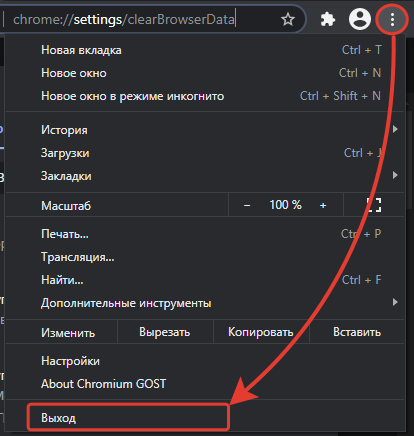 chrome://settings/clearBrowserData
Новая вкладка Ctrl + T
Новое окно Ctrl + N
Новое окно в режиме инкогнито Ctrl + Shift + N
История
Загрузки Ctrl + J
Закладки
Масштаб − 100 % +
Печать... Ctrl + P
Трансляция...
Найти... Ctrl + F
Дополнительные инструменты
Изменить Вырезать Копировать Вставить
Настройки
About Chromium GOST
Выход